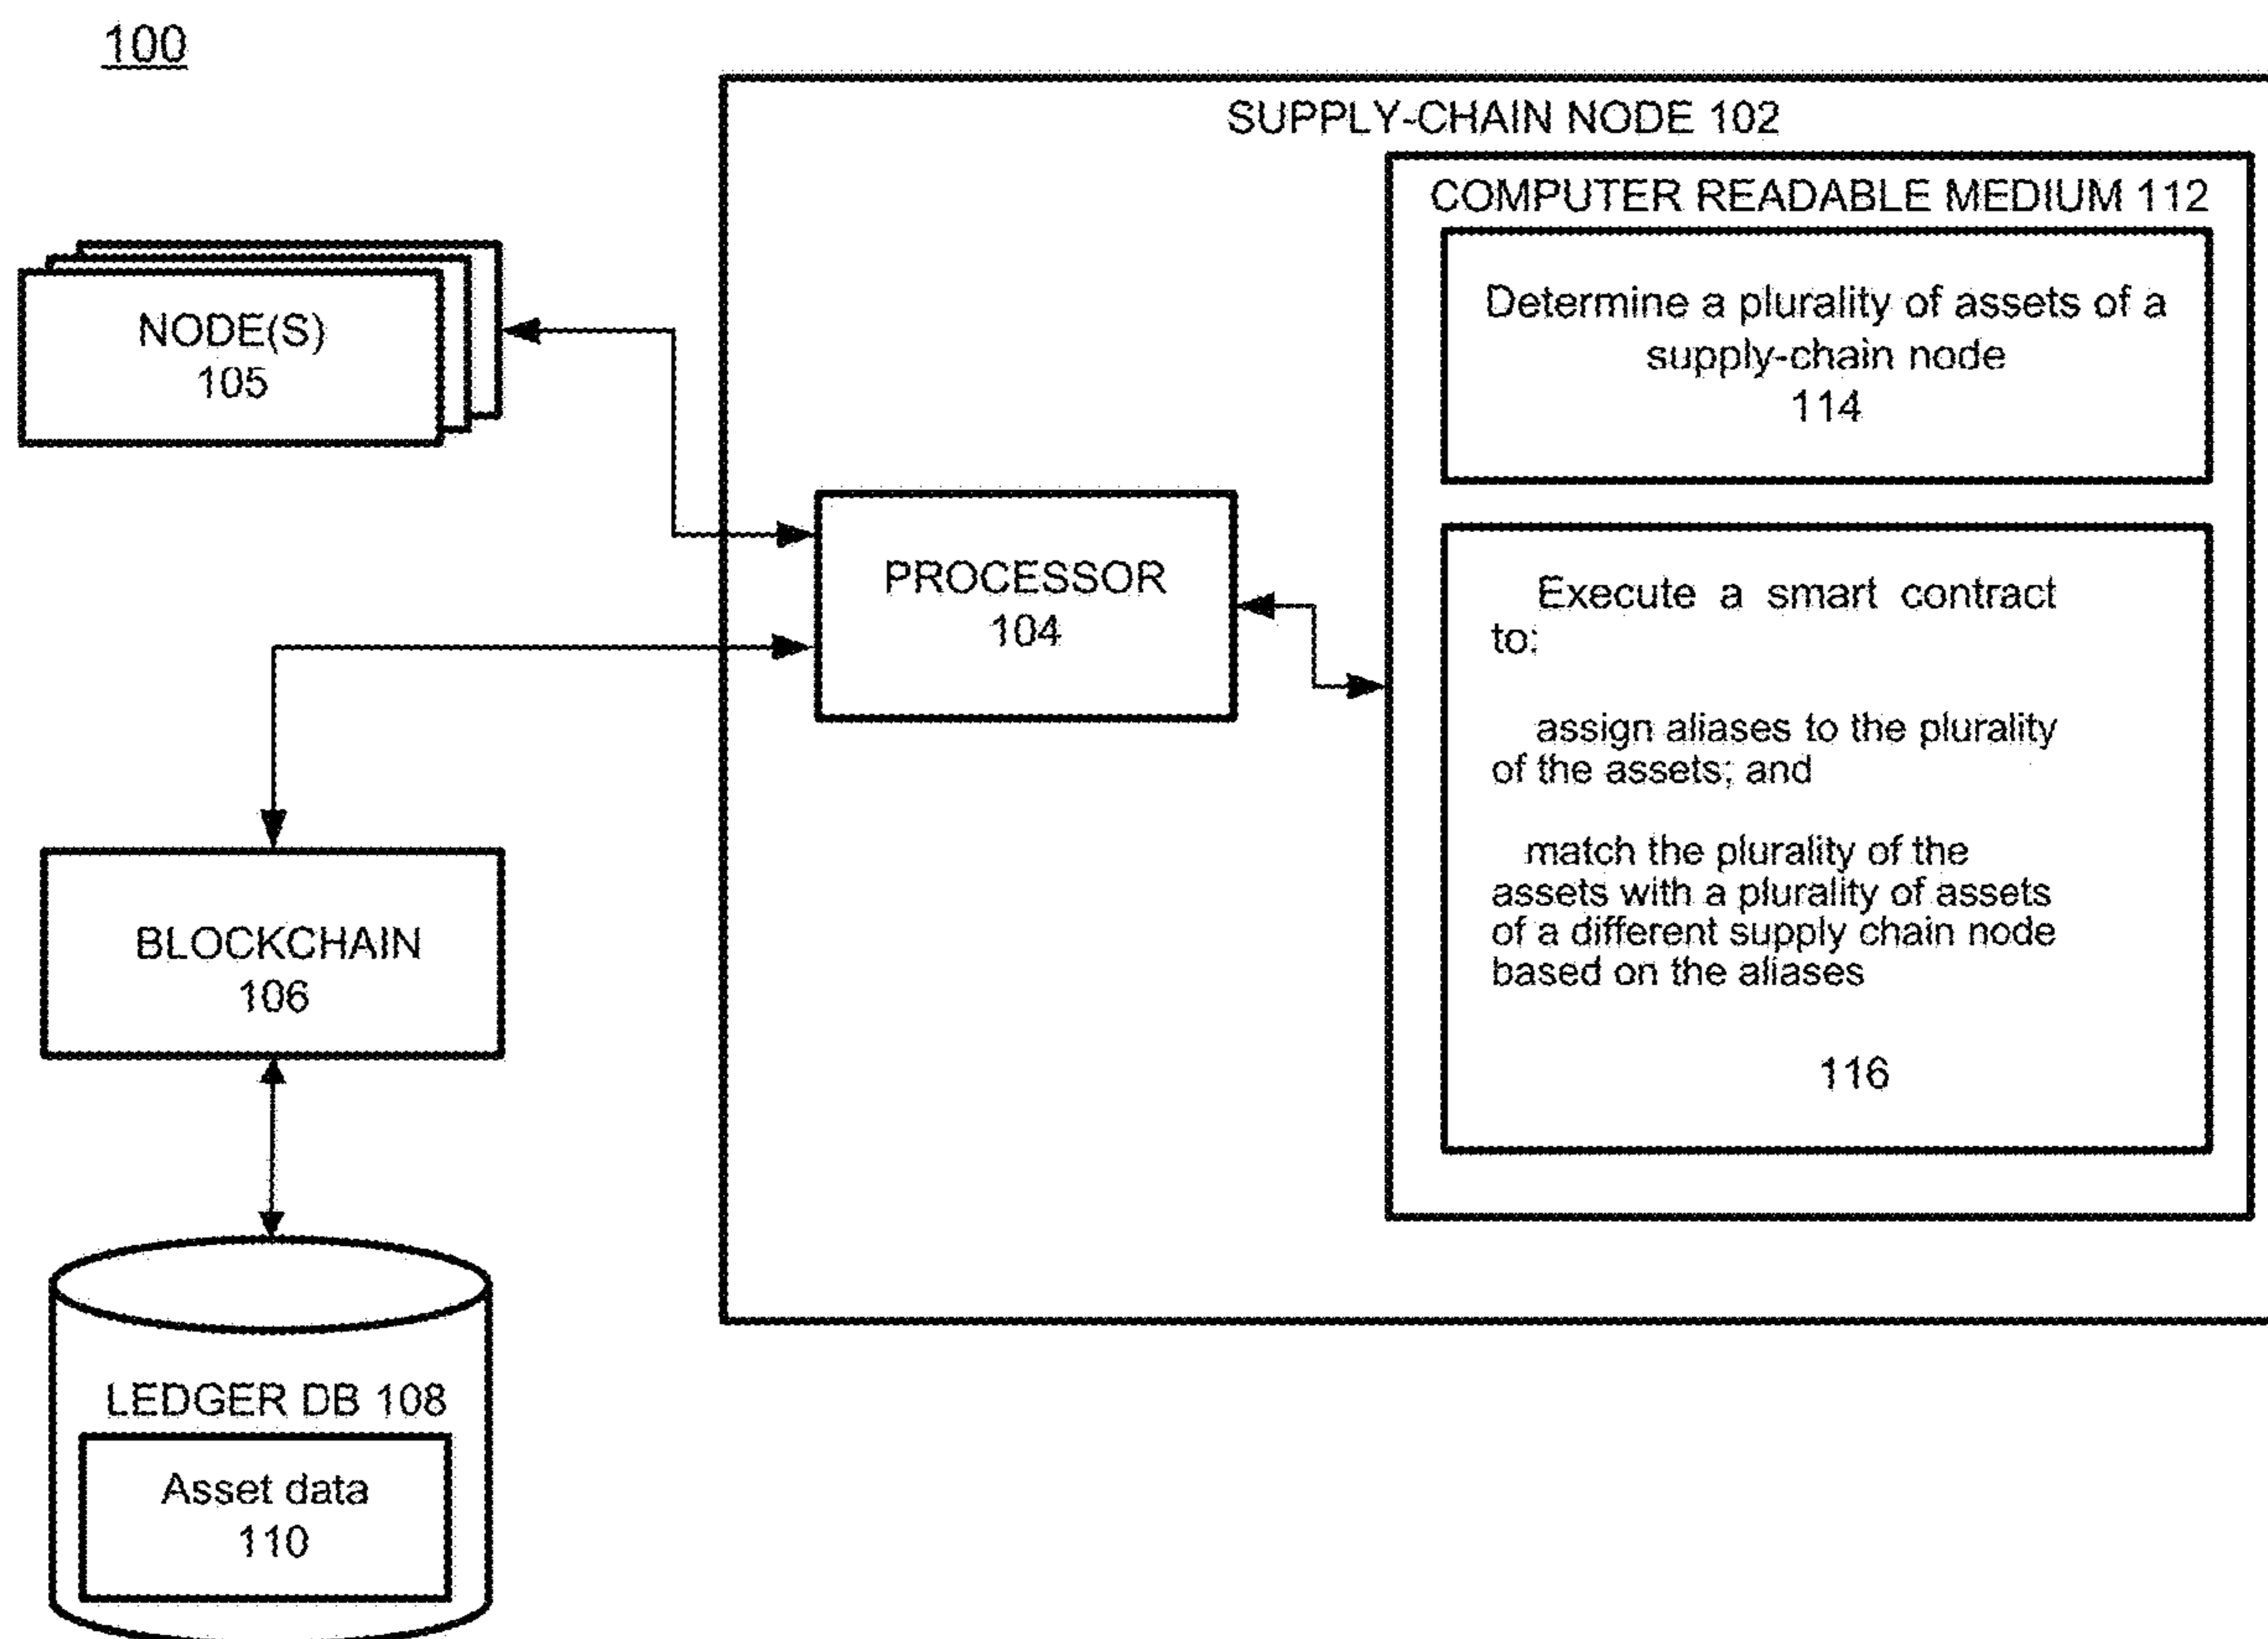 100
SUPPLY-CHAIN NODE 102
COMPUTER READABLE MEDIUM 112
Determine a plurality of assets of a
supply-chain node
114
NODE(S)
105
PROCESSOR
104
Execute a smart contract
to:
assign aliases to the plurality
of the assets; and
match the plurality of the
assets with a plurality of assets
of a different supply chain node
based on the aliases
116
BLOCKCHAIN
106
LEDGER DB 108
Asset data
110